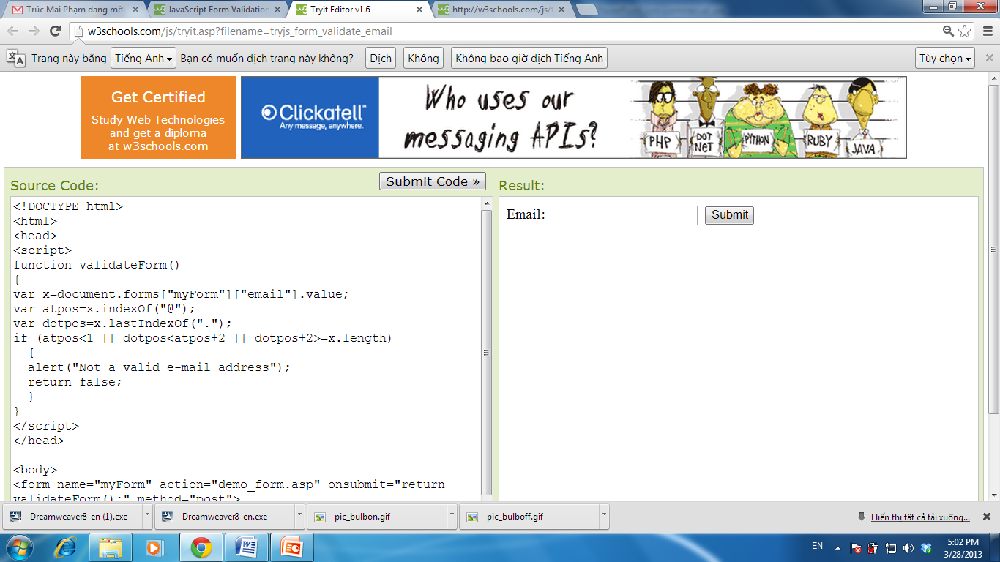 Trúc Mai Phạm đang mời
JavaScript Form Validation
Tryit Editor v1.6
http://w3schools.com/js/
w3schools.com/js/tryit.asp?filename=tryjs_form_validate_email
Trang này bằng Tiếng Anh Bạn có muốn dịch trang này không? Dịch Không Không bao giờ dịch Tiếng Anh Tùy chọn
Get Certified
Study Web Technologies
and get a diploma
at w3schools.com
Clickatell™
Any message, anywhere.
Who uses our
messaging APIs?
PHP
DOT
NET
PYTHON
RUBY
JAVA
Source Code:
Submit Code »
<!DOCTYPE html>
<html>
<head>
<script>
function validateForm()
{
var x=document.forms["myForm"]["email"].value;
var atpos=x.indexOf("@");
var dotpos=x.lastIndexOf(".");
if (atpos<1 || dotpos<atpos+2 || dotpos+2>=x.length)
{
alert("Not a valid e-mail address");
return false;
}
}
</script>
</head>
<body>
<form name="myForm" action="demo_form.asp" onsubmit="return
validateForm();" method="post">
Result:
Email: Submit
Dreamweaver8-en (1).exe
Dreamweaver8-en.exe
pic_bulbon.gif
pic_bulboff.gif
Hiển thị tất cả tải xuống...
EN
5:02 PM
3/28/2013